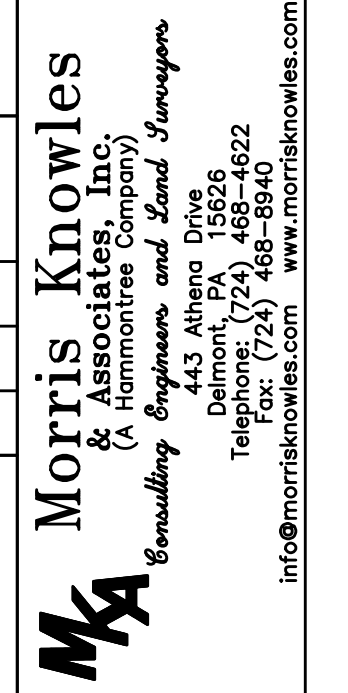 MKA
Morris Knowles
& Associates, Inc.
(A Hammontree Company)
Consulting Engineers and Land Surveyors
443 Athena Drive
Delmont, PA 15626
Telephone: (724) 468-4622
Fax: (724) 468-8940
info@morrisknowles.com www.morrisknowles.com